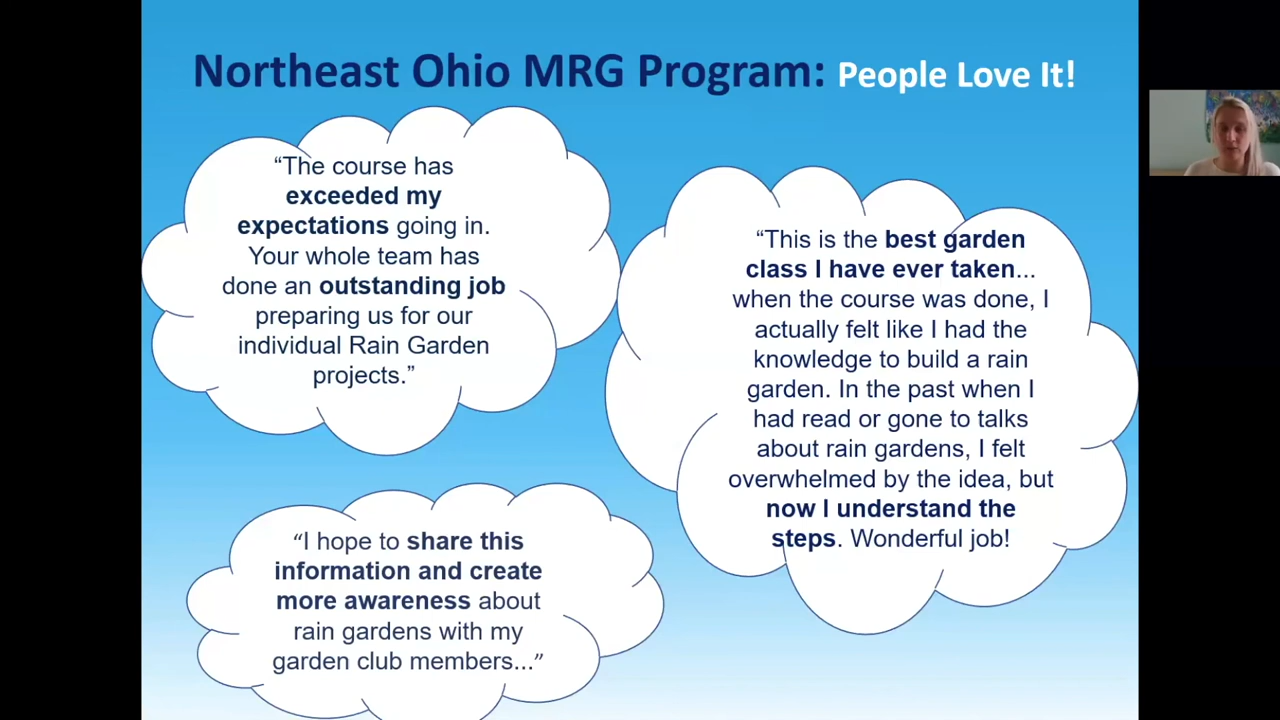 Northeast Ohio MRG Program: People Love It!
“The course has
exceeded my
expectations going in.
Your whole team has
done an outstanding job
preparing us for our
individual Rain Garden
projects.”
“This is the best garden
class I have ever taken...
when the course was done, I
actually felt like I had the
knowledge to build a rain
garden. In the past when I
had read or gone to talks
about rain gardens, I felt
overwhelmed by the idea, but
now I understand the
steps. Wonderful job!
“I hope to share this
information and create
more awareness about
rain gardens with my
garden club members...”